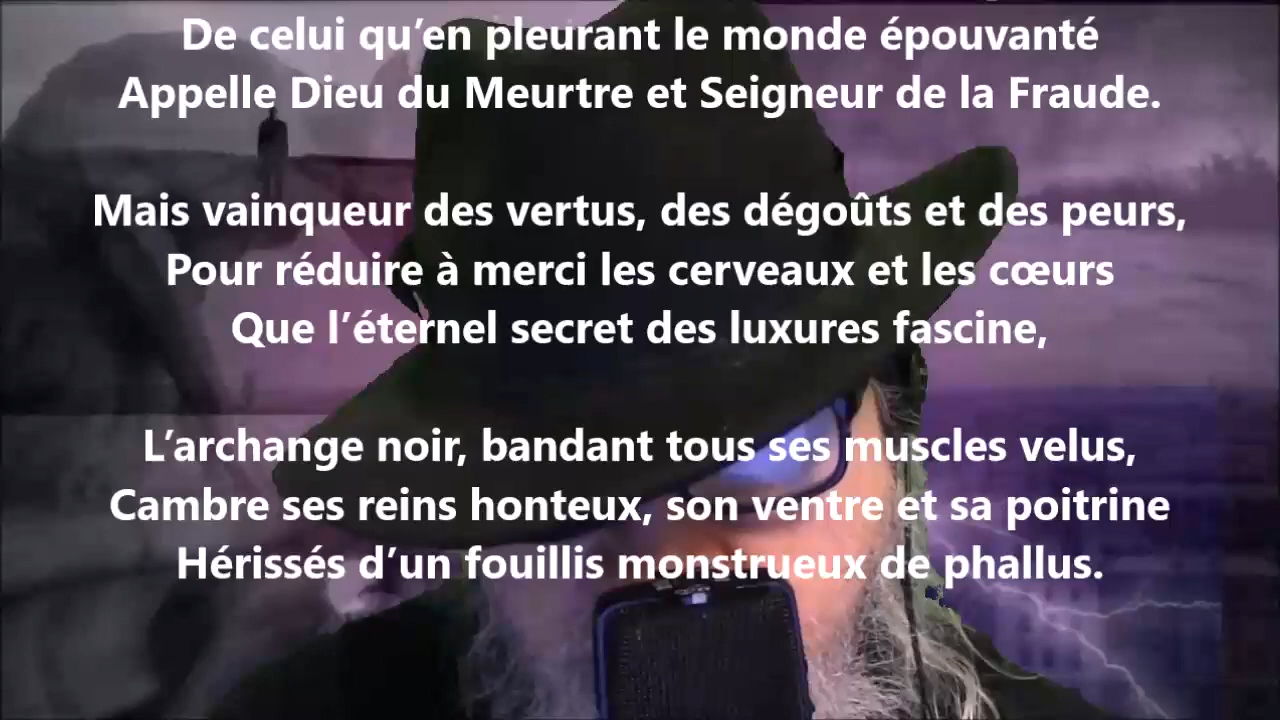 De celui qu’en pleurant le monde épouvanté
Appelle Dieu du Meurtre et Seigneur de la Fraude.
Mais vainqueur des vertus, des dégoûts et des peurs,
Pour réduire à merci les cerveaux et les cœurs
Que l’éternel secret des luxures fascine,
L’archange noir, bandant tous ses muscles velus,
Cambre ses reins honteux, son ventre et sa poitrine
Hérissés d’un fouillis monstrueux de phallus.